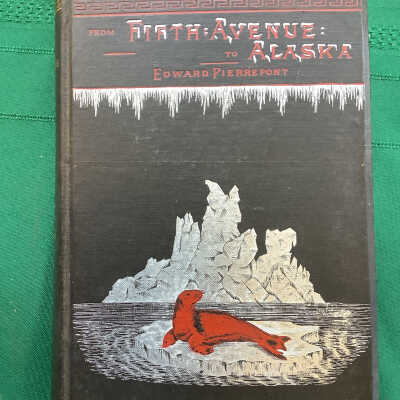 FROM FIFTH:AVENUE:
TO ALASKA
EDWARD PIERREPONT